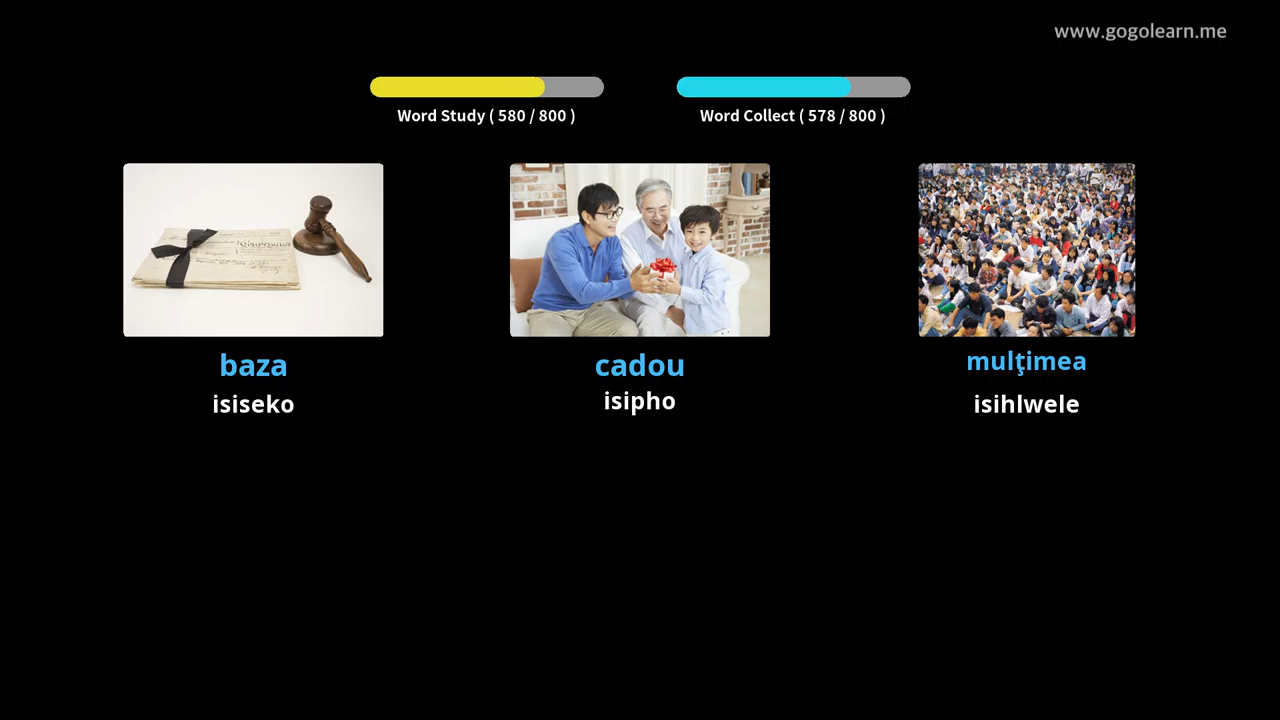 www.gogolearn.me
Word Study ( 580 / 800 )
Word Collect ( 578 / 800 )
baza
cadou
mulţimea
isiseko
isipho
isihlwele